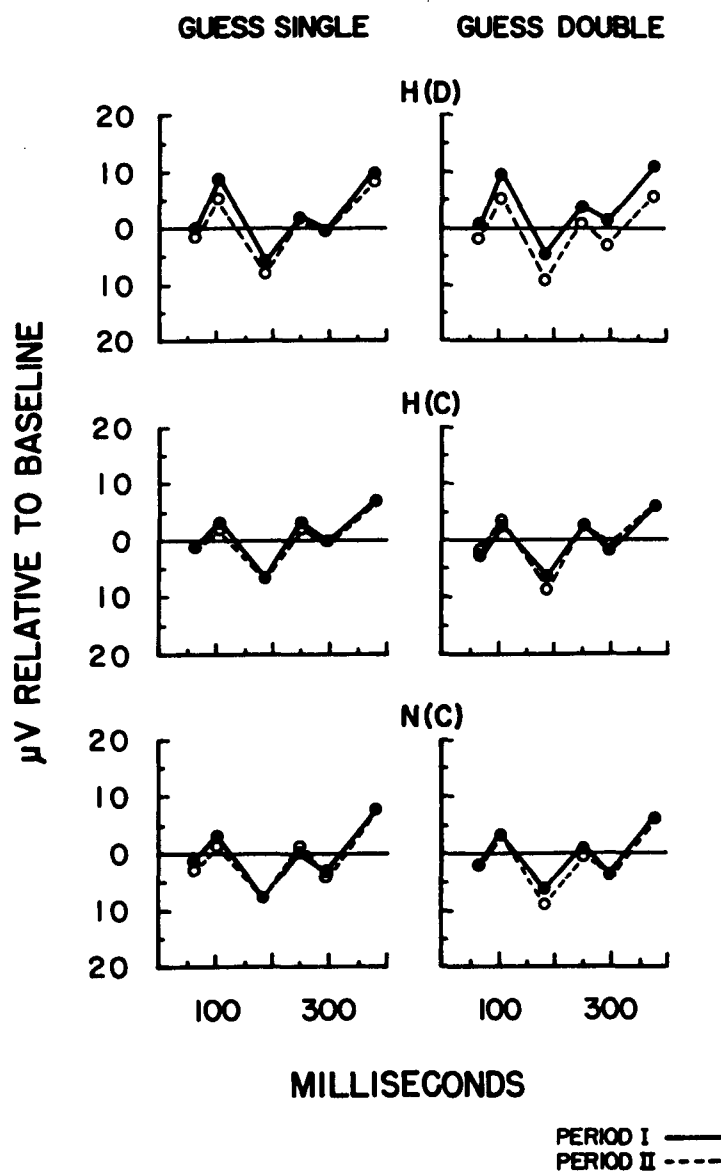 GUESS SINGLE GUESS DOUBLE
H(D)
20
10
0
10
20
H(C)
20
10
0
10
20
N(C)
20
10
0
10
20
100 300 100 300
µV RELATIVE TO BASELINE
MILLISECONDS
PERIOD I
PERIOD II